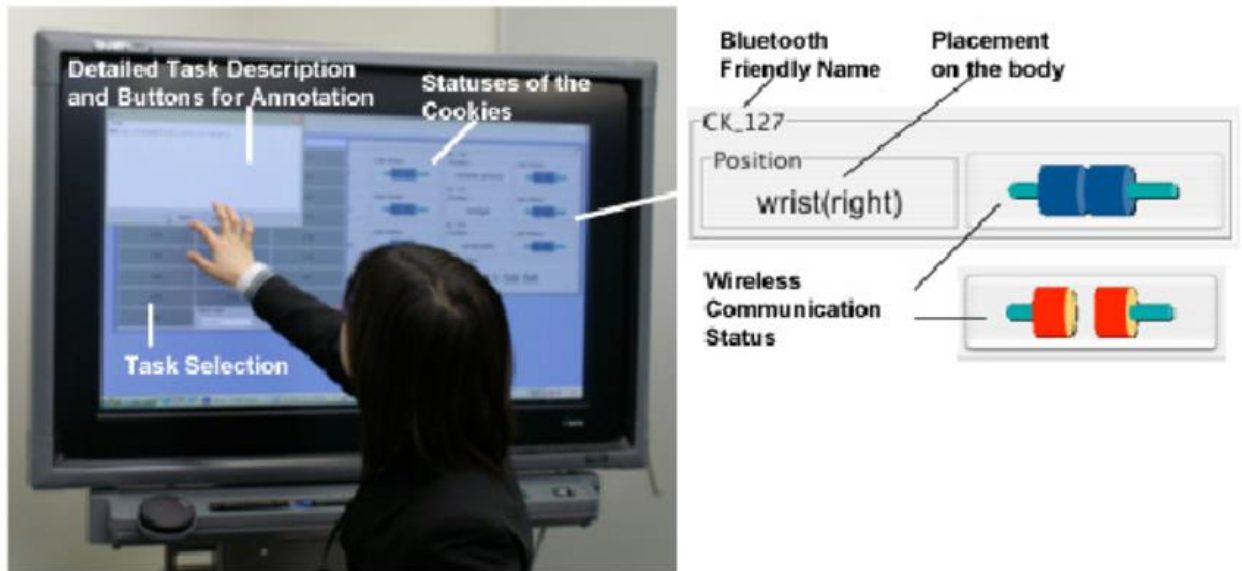 Detailed Task Description
and Buttons for Annotation
Statuses of the
Cookies
Task Selection
Bluetooth
Friendly Name
Placement
on the body
CK_127
Position
wrist(right)
Wireless
Communication
Status